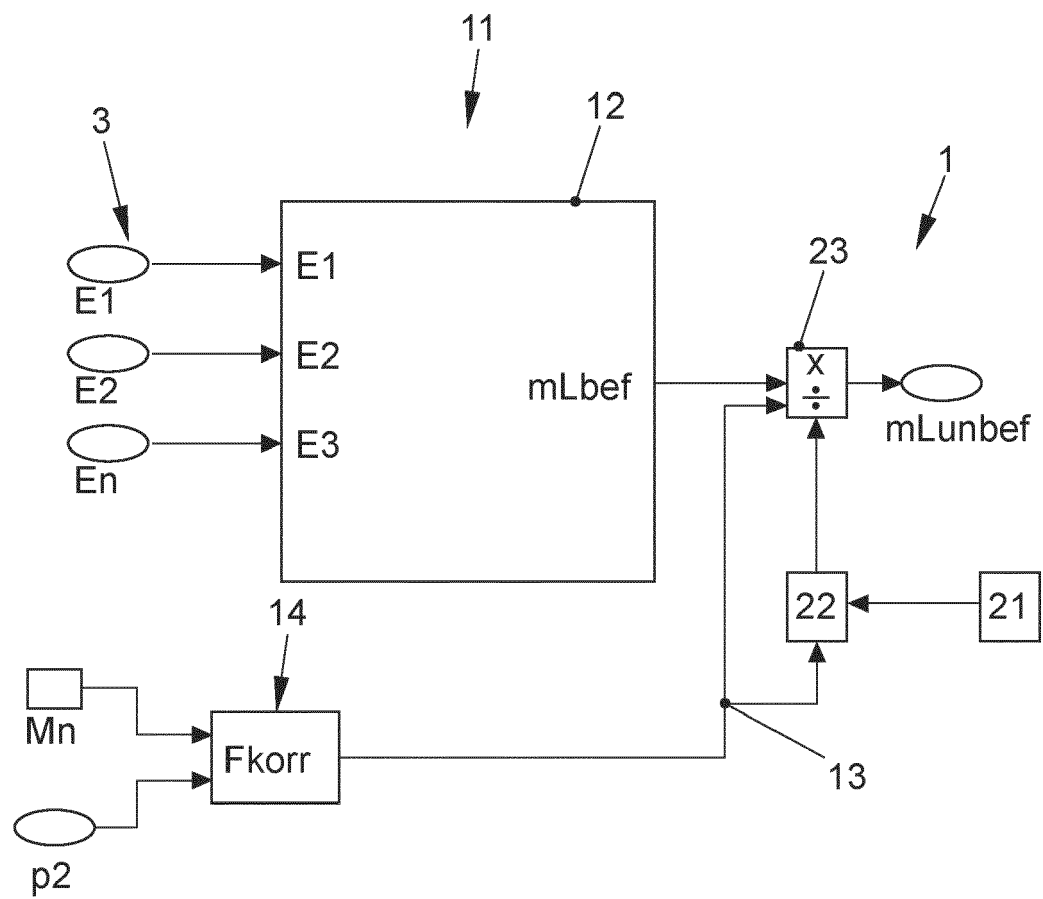 11
3
12
1
23
E1
E1
E2
E2
En
E3
mLbef
x
÷
mLunbef
22
21
14
Mn
Fkorr
13
p2